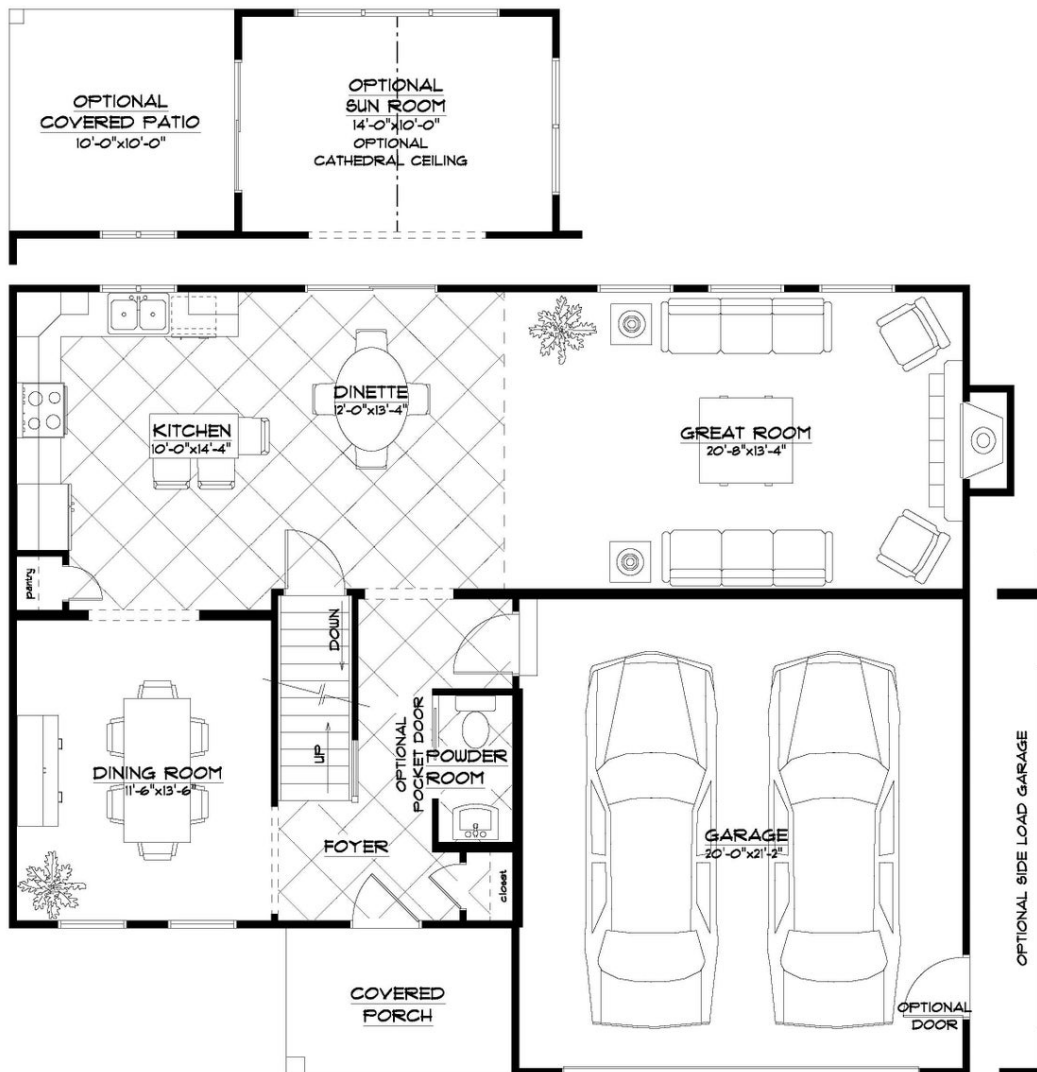 OPTIONAL
COVERED PATIO
10'-0"x10'-0"
OPTIONAL
SUN ROOM
14'-0"x10'-0"
OPTIONAL
CATHEDRAL CEILING
DINETTE
12'-0"x13'-4"
KITCHEN
10'-0"x14'-4"
GREAT ROOM
20'-8"x13'-4"
pantry
DOWN
UP
OPTIONAL
POCKET DOOR
POWDER
ROOM
DINING ROOM
11'-6"x13'-6"
FOYER
closet
GARAGE
20'-0"x21'-2"
OPTIONAL SIDE LOAD GARAGE
COVERED
PORCH
OPTIONAL
DOOR